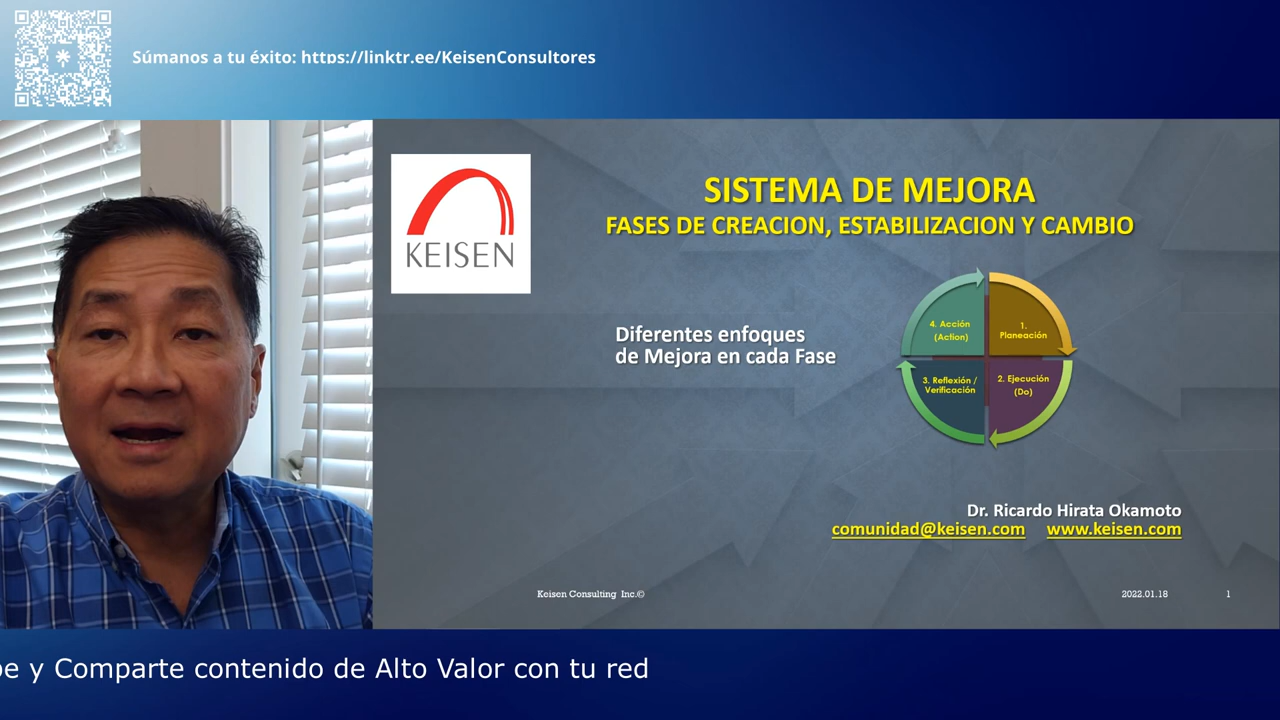 Súmanos a tu éxito: https://linktr.ee/KeisenConsultores
KEISEN
SISTEMA DE MEJORA
FASES DE CREACION, ESTABILIZACION Y CAMBIO
Diferentes enfoques
de Mejora en cada Fase
4. Acción
(Action)
1.
Planeación
3. Reflexión /
Verificación
2. Ejecución
(Do)
Dr. Ricardo Hirata Okamoto
comunidad@keisen.com www.keisen.com
Keisen Consulting Inc.©
2022.01.18
1
y Comparte contenido de Alto Valor con tu red